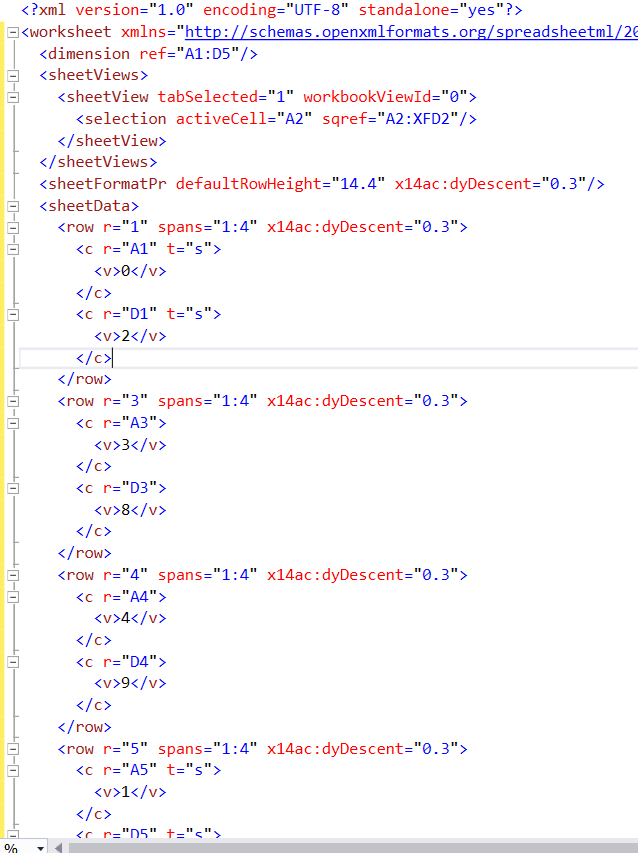 <?xml version="1.0" encoding="UTF-8" standalone="yes"?>
<worksheet xmlns="http://schemas.openxmlformats.org/spreadsheetml/20
<dimension ref="A1:D5"/>
<sheetViews>
<sheetView tabSelected="1" workbookViewId="0">
<selection activeCell="A2" sqref="A2:XFD2"/>
</sheetView>
</sheetViews>
<sheetFormatPr defaultRowHeight="14.4" x14ac:dyDescent="0.3"/>
<sheetData>
<row r="1" spans="1:4" x14ac:dyDescent="0.3">
<c r="A1" t="s">
<v>0</v>
</c>
<c r="D1" t="s">
<v>2</v>
</c>
</row>
<row r="3" spans="1:4" x14ac:dyDescent="0.3">
<c r="A3">
<v>3</v>
</c>
<c r="D3">
<v>8</v>
</c>
</row>
<row r="4" spans="1:4" x14ac:dyDescent="0.3">
<c r="A4">
<v>4</v>
</c>
<c r="D4">
<v>9</v>
</c>
</row>
<row r="5" spans="1:4" x14ac:dyDescent="0.3">
<c r="A5" t="s">
<v>1</v>
</c>
<c r="D5" t="s">
%